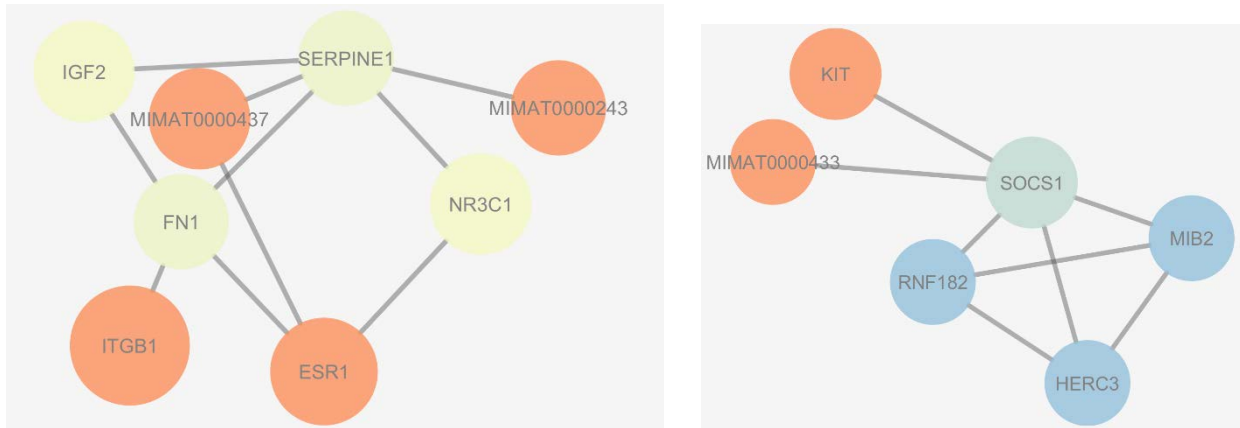 SERPINE1
IGF2
MIMAT0000437
MIMAT0000243
NR3C1
FN1
ITGB1
ESR1
KIT
MIMAT0000433
SOCS1
MIB2
RNF182
HERC3